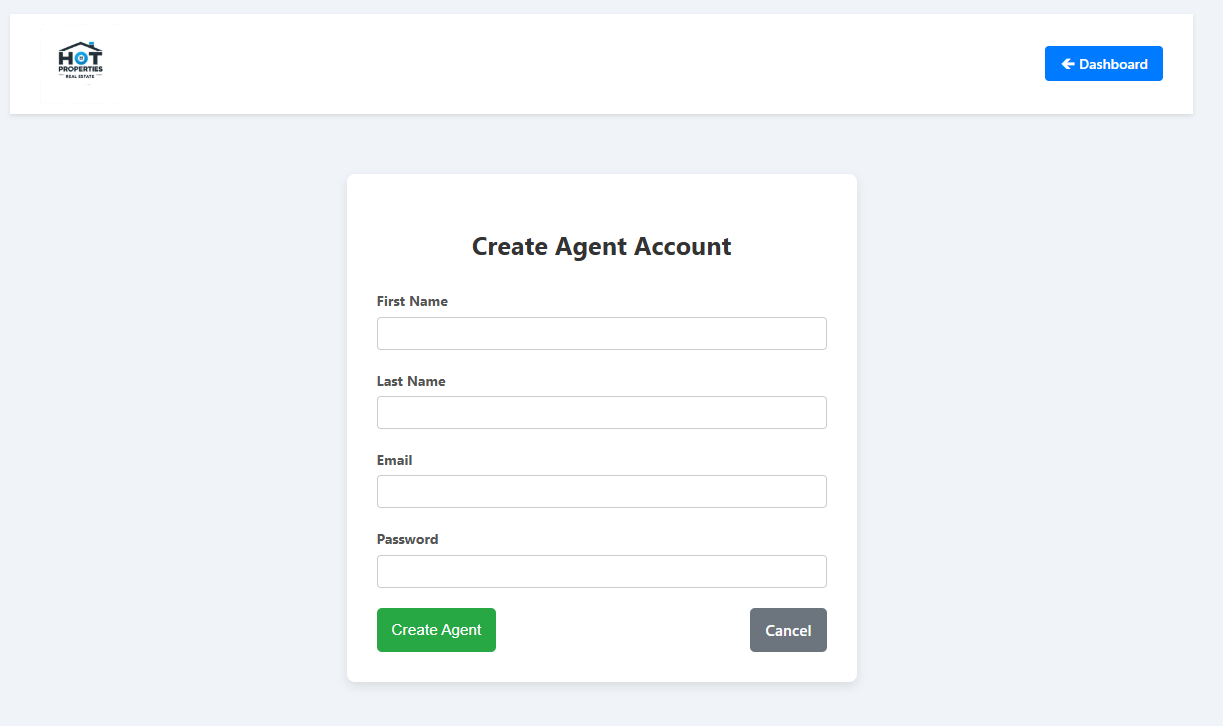 HOT
PROPERTIES
REAL ESTATE
Dashboard
Create Agent Account
First Name
Last Name
Email
Password
Create Agent
Cancel